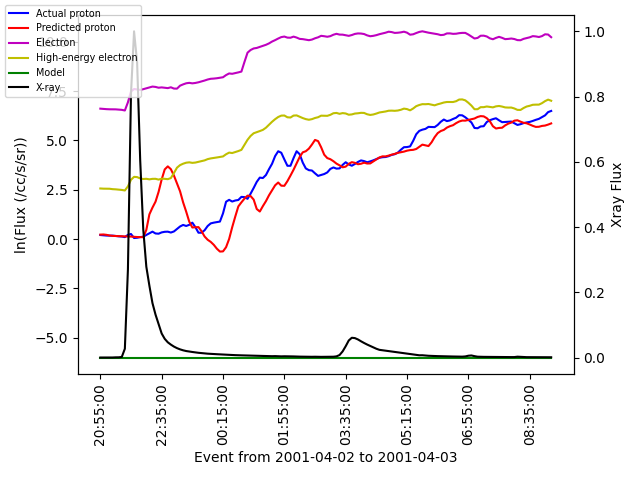 Actual proton
Predicted proton
Electron
High-energy electron
Model
X-ray
7.5
5.0
2.5
0.0
−2.5
−5.0
ln(Flux (/cc/s/sr))
1.0
0.8
0.6
0.4
0.2
0.0
Xray Flux
20:55:00
22:35:00
00:15:00
01:55:00
03:35:00
05:15:00
06:55:00
08:35:00
Event from 2001-04-02 to 2001-04-03